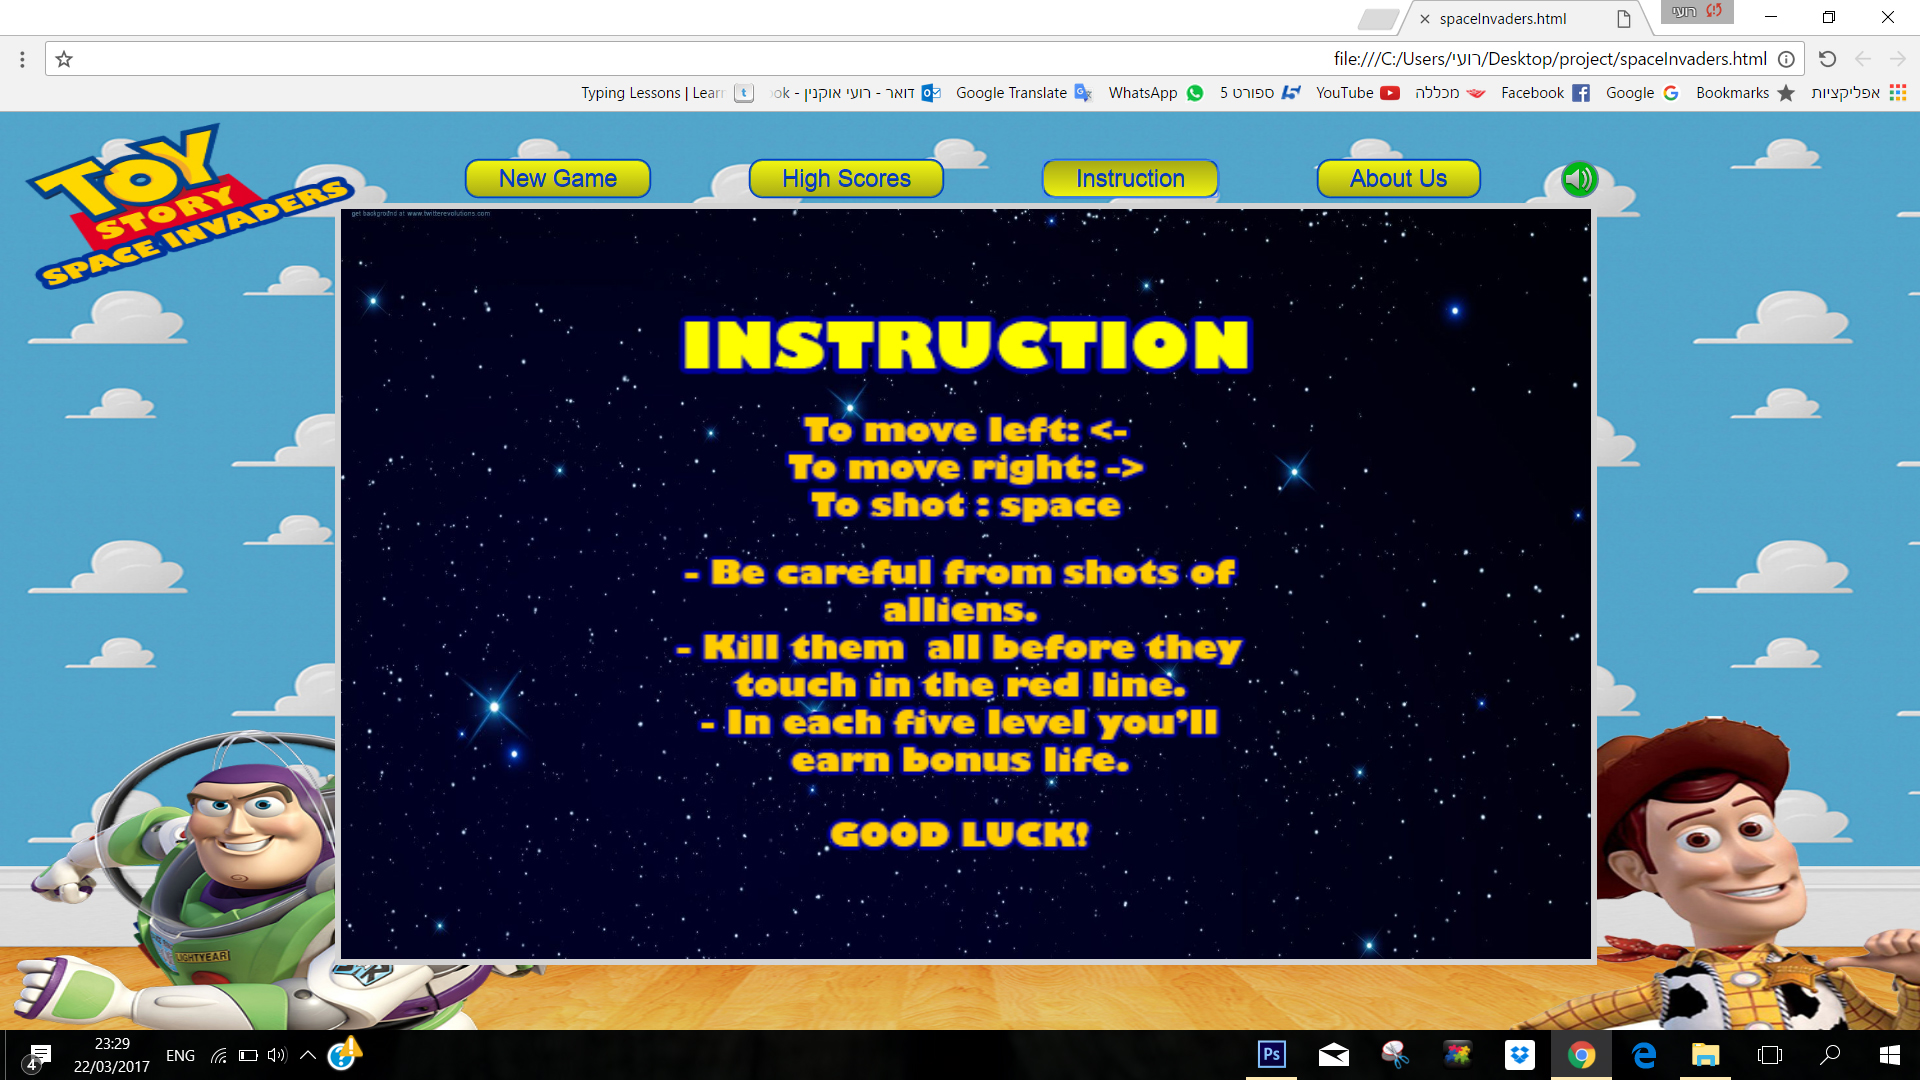 spaceInvaders.html
רועי
file:///C:/Users/רועי/Desktop/project/spaceInvaders.html
Typing Lessons | Lear
ook - דואר - רועי אוקנין
Google Translate
WhatsApp
ספורט 5
YouTube
מכללה
Facebook
Google
Bookmarks
אפליקציות
TOY
STORY
SPACE INVADERS
New Game
High Scores
Instruction
About Us
get background at www.twitterevolutions.com
INSTRUCTION
To move left: <-
To move right: ->
To shot : space
- Be careful from shots of
alliens.
- Kill them  all before they
touch in the red line.
- In each five level you'll
earn bonus life.
GOOD LUCK!
LIGHTYEAR
4
23:29
22/03/2017
ENG
Ps